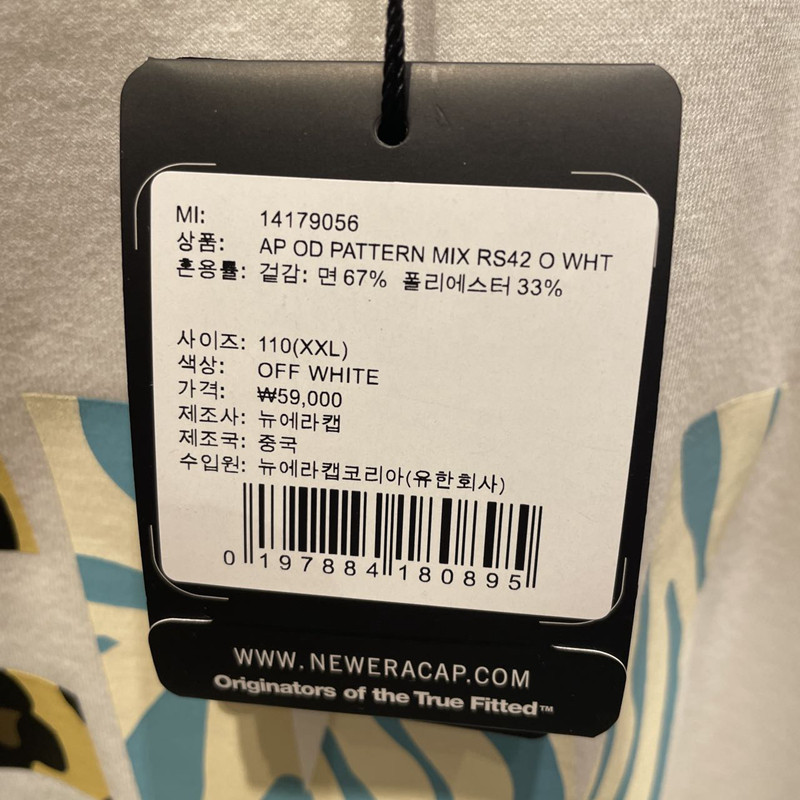 MI: 14179056
상품: AP OD PATTERN MIX RS42 O WHT
혼용률: 겉감: 면 67% 폴리에스터 33%
사이즈: 110(XXL)
색상: OFF WHITE
가격: ₩59,000
제조사: 뉴에라캡
제조국: 중국
수입원: 뉴에라캡코리아(유한회사)
0 197884 180895
WWW.NEWERACAP.COM
Originators of the True Fitted™